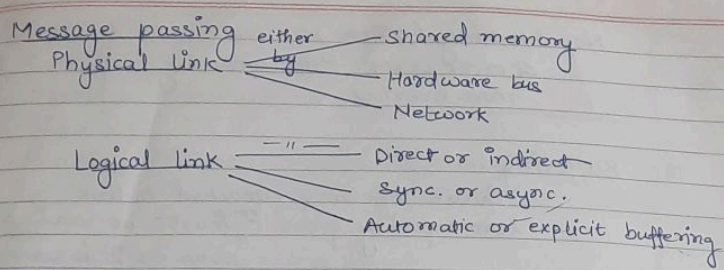 Message passing either shared memory
Physical link by
Hardware bus
Network
Logical link —〃— Direct or indirect
Sync. or async.
Automatic or explicit buffering